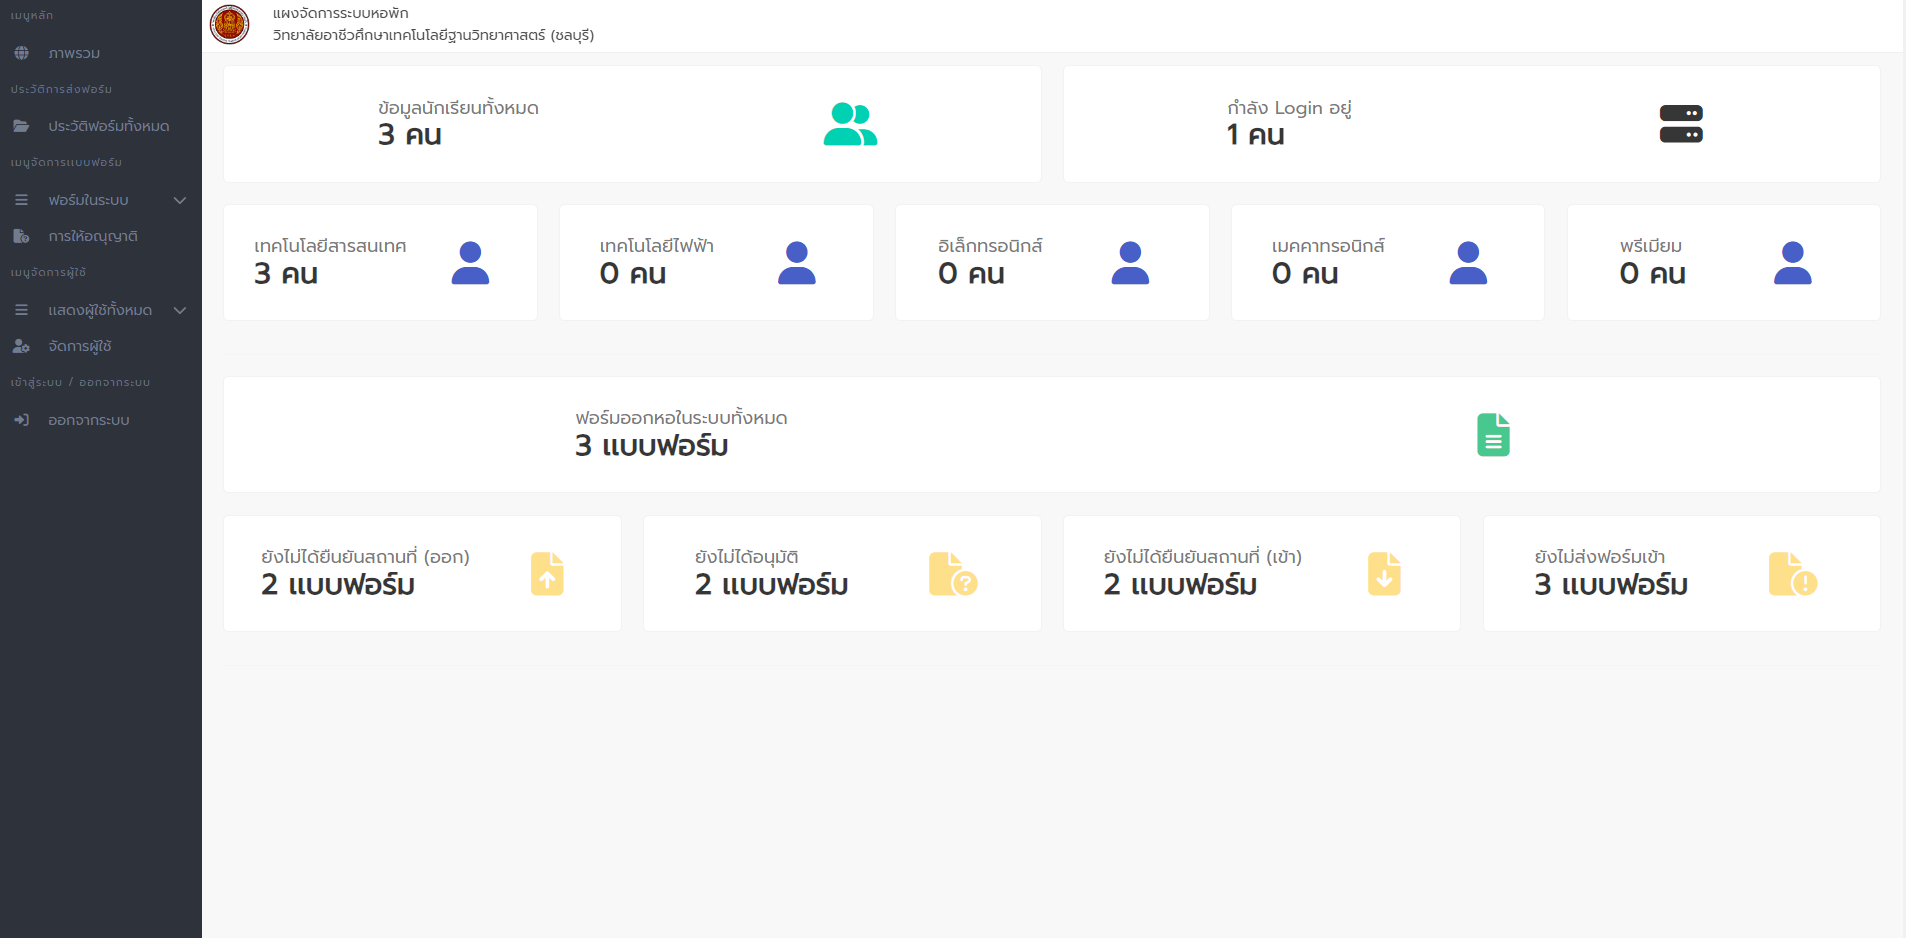 เมนูหลัก
ภาพรวม
ประวัติการส่งฟอร์ม
ประวัติฟอร์มทั้งหมด
เมนูจัดการแบบฟอร์ม
ฟอร์มในระบบ
การให้อณุญาติ
เมนูจัดการผู้ใช้
แสดงผู้ใช้ทั้งหมด
จัดการผู้ใช้
เข้าสู่ระบบ / ออกจากระบบ
ออกจากระบบ
แผงจัดการระบบหอพัก
วิทยาลัยอาชีวศึกษาเทคโนโลยีฐานวิทยาศาสตร์ (ชลบุรี)
ข้อมูลนักเรียนทั้งหมด
3 คน
กำลัง Login อยู่
1 คน
เทคโนโลยีสารสนเทศ
3 คน
เทคโนโลยีไฟฟ้า
0 คน
อิเล็กทรอนิกส์
0 คน
เมคคาทรอนิกส์
0 คน
พรีเมียม
0 คน
ฟอร์มออกหอในระบบทั้งหมด
3 แบบฟอร์ม
ยังไม่ได้ยืนยันสถานที่ (ออก)
2 แบบฟอร์ม
ยังไม่ได้อนุมัติ
2 แบบฟอร์ม
ยังไม่ได้ยืนยันสถานที่ (เข้า)
2 แบบฟอร์ม
ยังไม่ส่งฟอร์มเข้า
3 แบบฟอร์ม